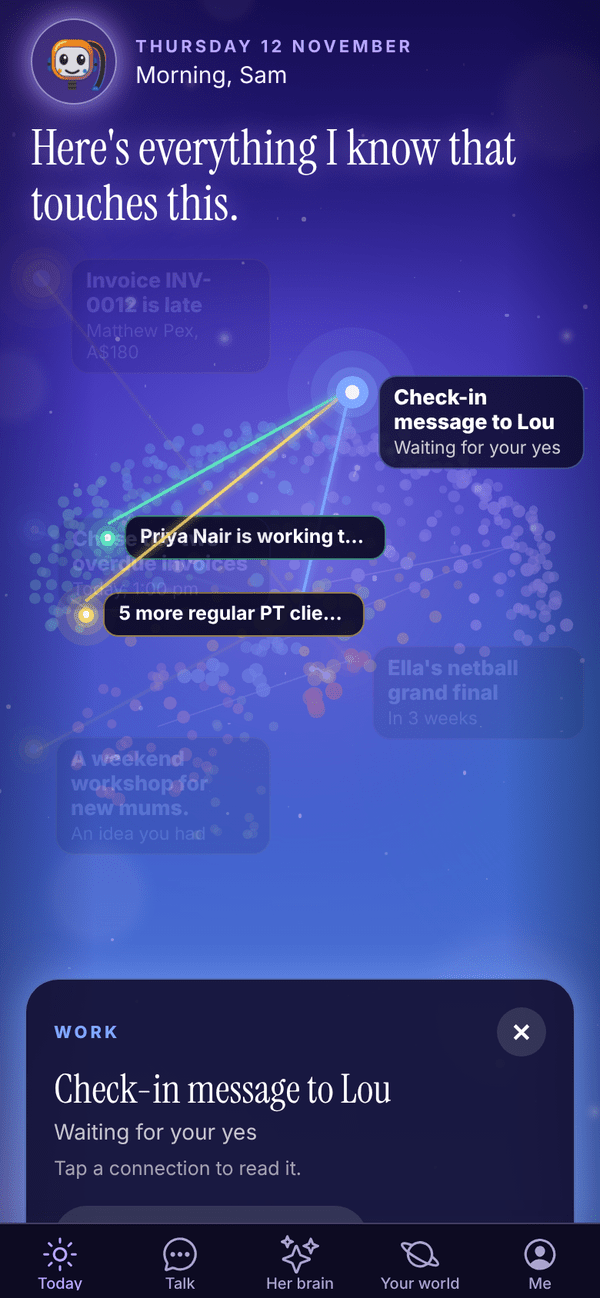 THURSDAY 12 NOVEMBER
Morning, Sam
Here's everything I know that
touches this.
Invoice INV-
0012 is late
Matthew Pex,
A$180
Check-in
message to Lou
Waiting for your yes
Priya Nair is working t...
overdue invoices
Today, 1:00 pm
5 more regular PT clie...
Ella's netball
grand final
In 3 weeks
A weekend
workshop for
new mums.
An idea you had
WORK
Check-in message to Lou
Waiting for your yes
Tap a connection to read it.
Today
Talk
Her brain
Your world
Me